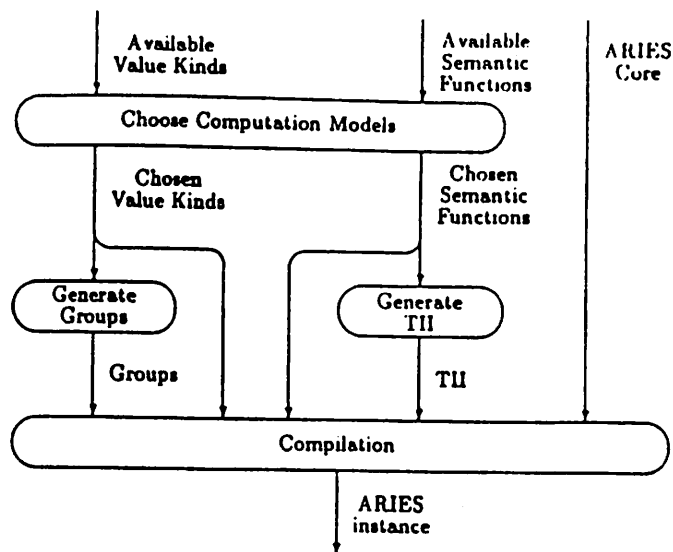 Available
Value Kinds
Available
Semantic
Functions
ARIES
Core
Choose Computation Models
Chosen
Value Kinds
Chosen
Semantic
Functions
Generate
Groups
Generate
TII
Groups
TII
Compilation
ARIES
instance